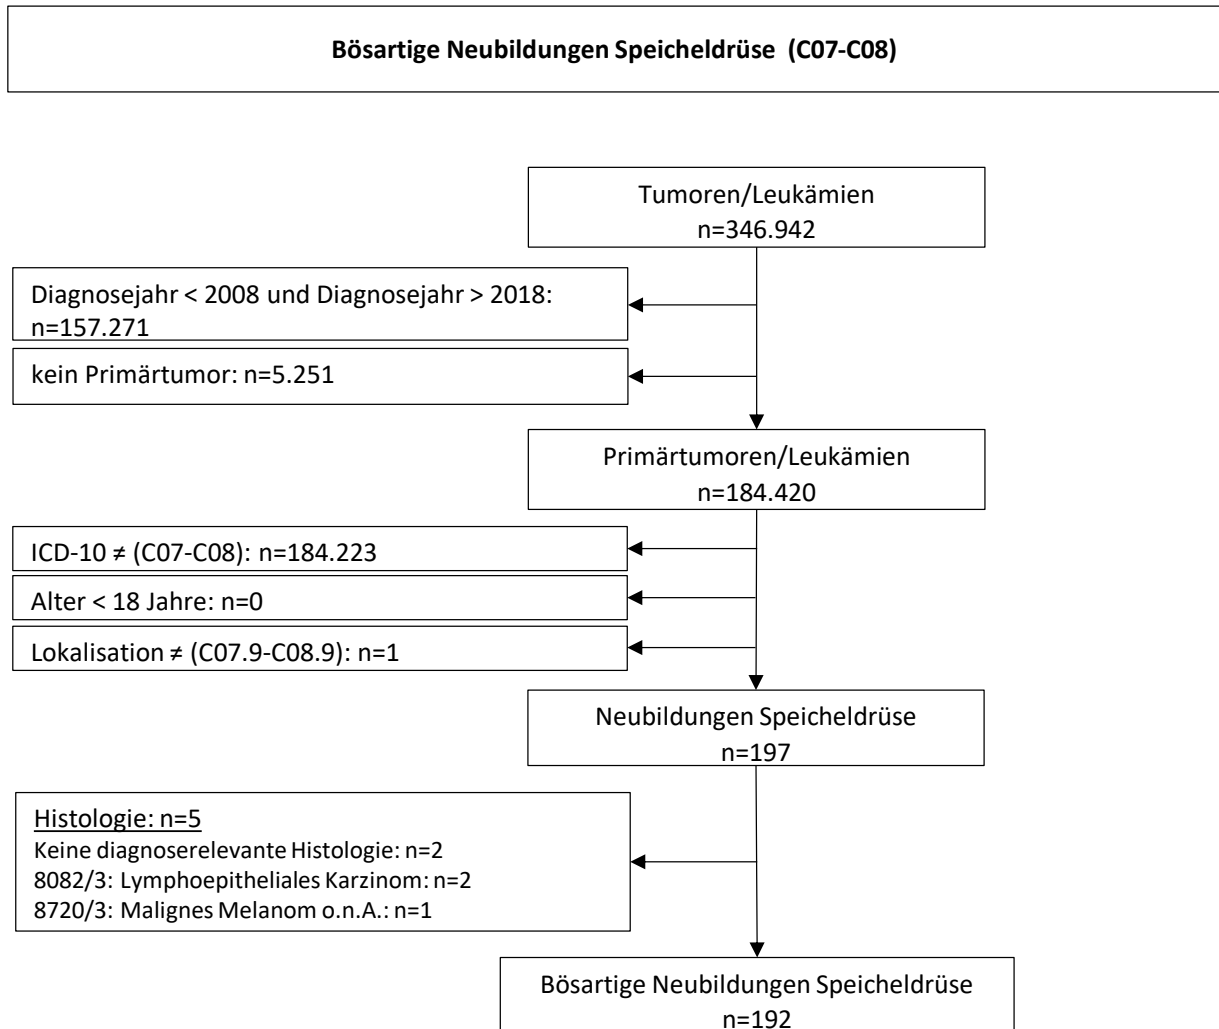 Bösartige Neubildungen Speicheldrüse (C07-C08)
Tumoren/Leukämien
n=346.942
Diagnosejahr < 2008 und Diagnosejahr > 2018:
n=157.271
kein Primärtumor: n=5.251
Primärtumoren/Leukämien
n=184.420
ICD-10 ≠ (C07-C08): n=184.223
Alter < 18 Jahre: n=0
Lokalisation ≠ (C07.9-C08.9): n=1
Neubildungen Speicheldrüse
n=197
Histologie: n=5
Keine diagnoserelevante Histologie: n=2
8082/3: Lymphoepitheliales Karzinom: n=2
8720/3: Malignes Melanom o.n.A.: n=1
Bösartige Neubildungen Speicheldrüse
n=192